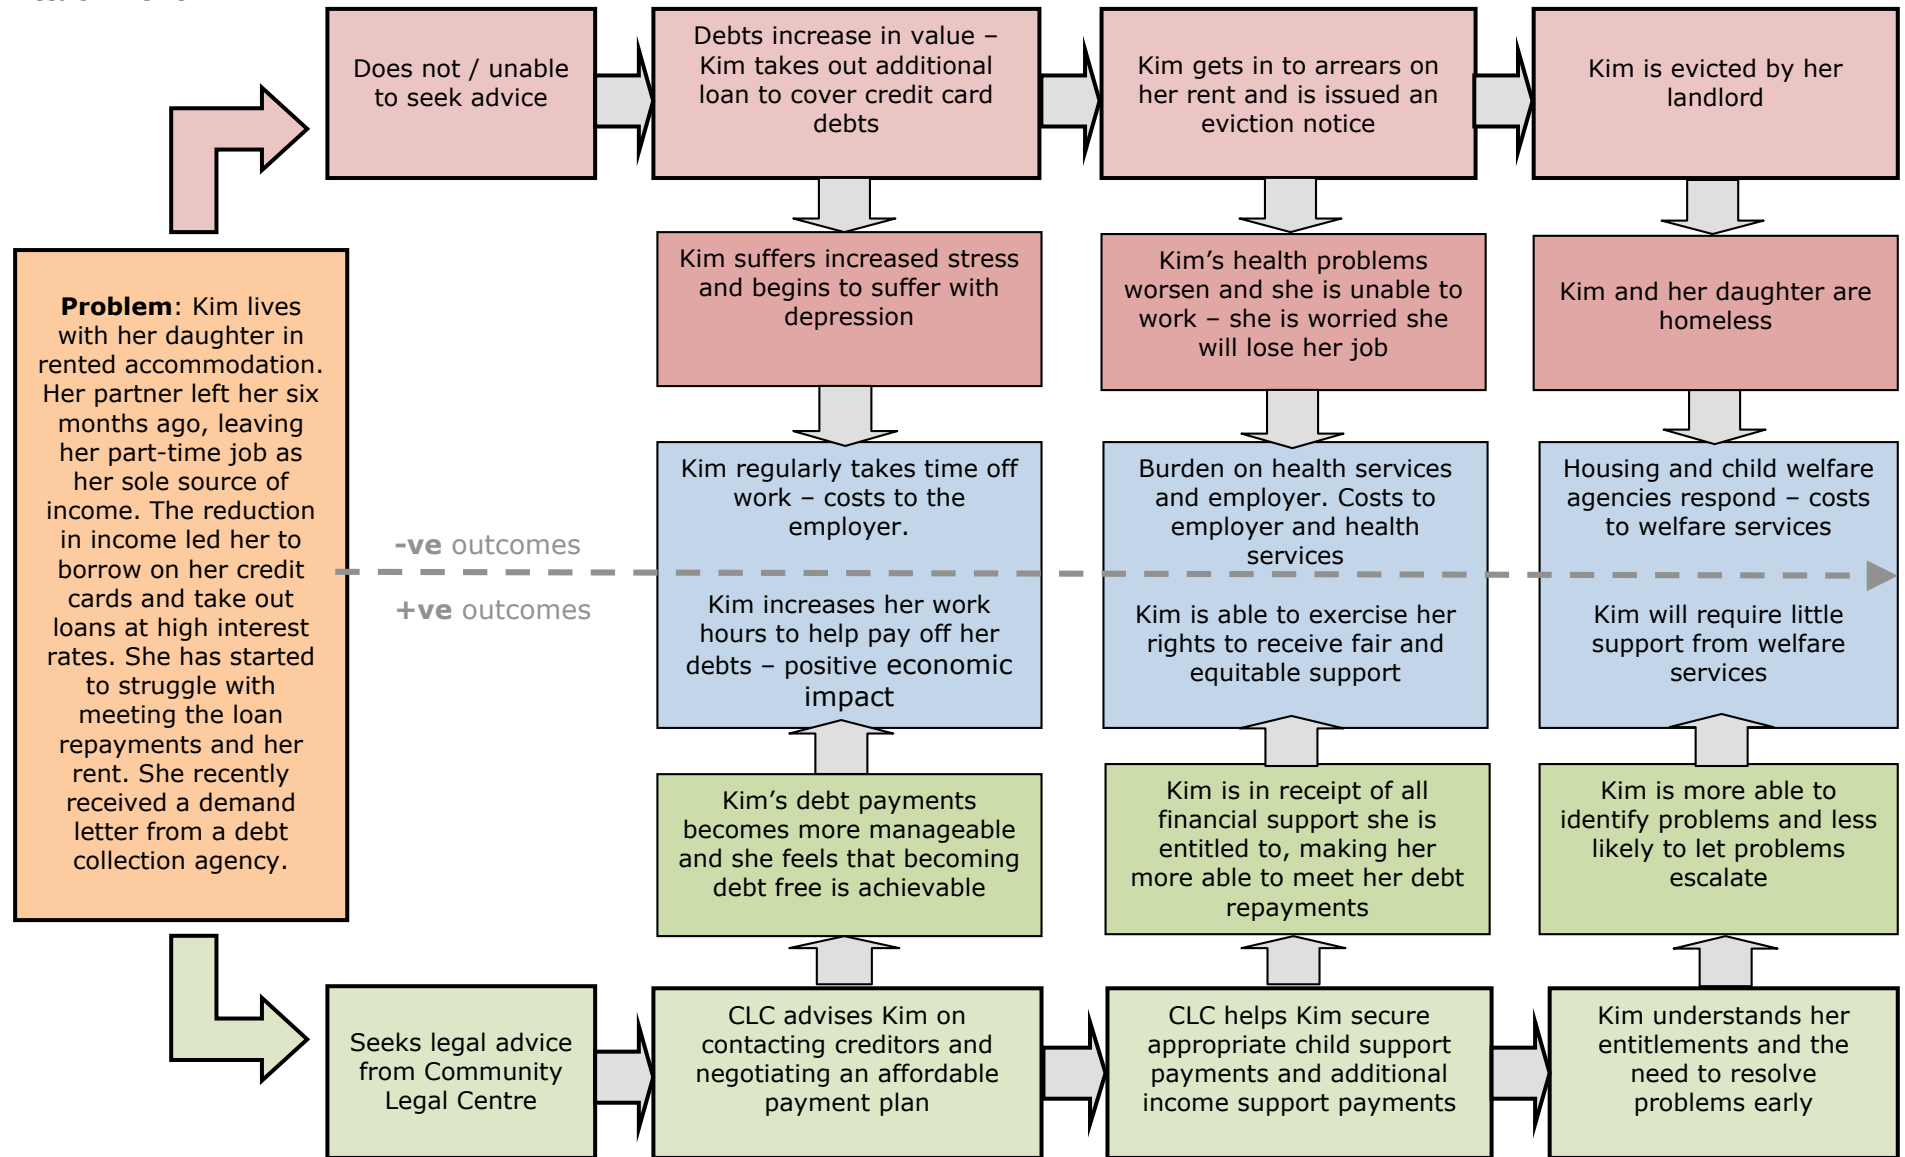 Does not / unable
to seek advice
Debts increase in value –
Kim takes out additional
loan to cover credit card
debts
Kim gets in to arrears on
her rent and is issued an
eviction notice
Kim is evicted by her
landlord
Kim suffers increased stress
and begins to suffer with
depression
Kim’s health problems
worsen and she is unable to
work – she is worried she
will lose her job
Kim and her daughter are
homeless
Problem: Kim lives
with her daughter in
rented accommodation.
Her partner left her six
months ago, leaving
her part-time job as
her sole source of
income. The reduction
in income led her to
borrow on her credit
cards and take out
loans at high interest
rates. She has started
to struggle with
meeting the loan
repayments and her
rent. She recently
received a demand
letter from a debt
collection agency.
-ve outcomes
+ve outcomes
Kim regularly takes time off
work – costs to the
employer.
Kim increases her work
hours to help pay off her
debts – positive economic
impact
Burden on health services
and employer. Costs to
employer and health
services
Kim is able to exercise her
rights to receive fair and
equitable support
Housing and child welfare
agencies respond – costs
to welfare services
Kim will require little
support from welfare
services
Kim’s debt payments
becomes more manageable
and she feels that becoming
debt free is achievable
Kim is in receipt of all
financial support she is
entitled to, making her
more able to meet her debt
repayments
Kim is more able to
identify problems and less
likely to let problems
escalate
Seeks legal advice
from Community
Legal Centre
CLC advises Kim on
contacting creditors and
negotiating an affordable
payment plan
CLC helps Kim secure
appropriate child support
payments and additional
income support payments
Kim understands her
entitlements and the
need to resolve
problems early